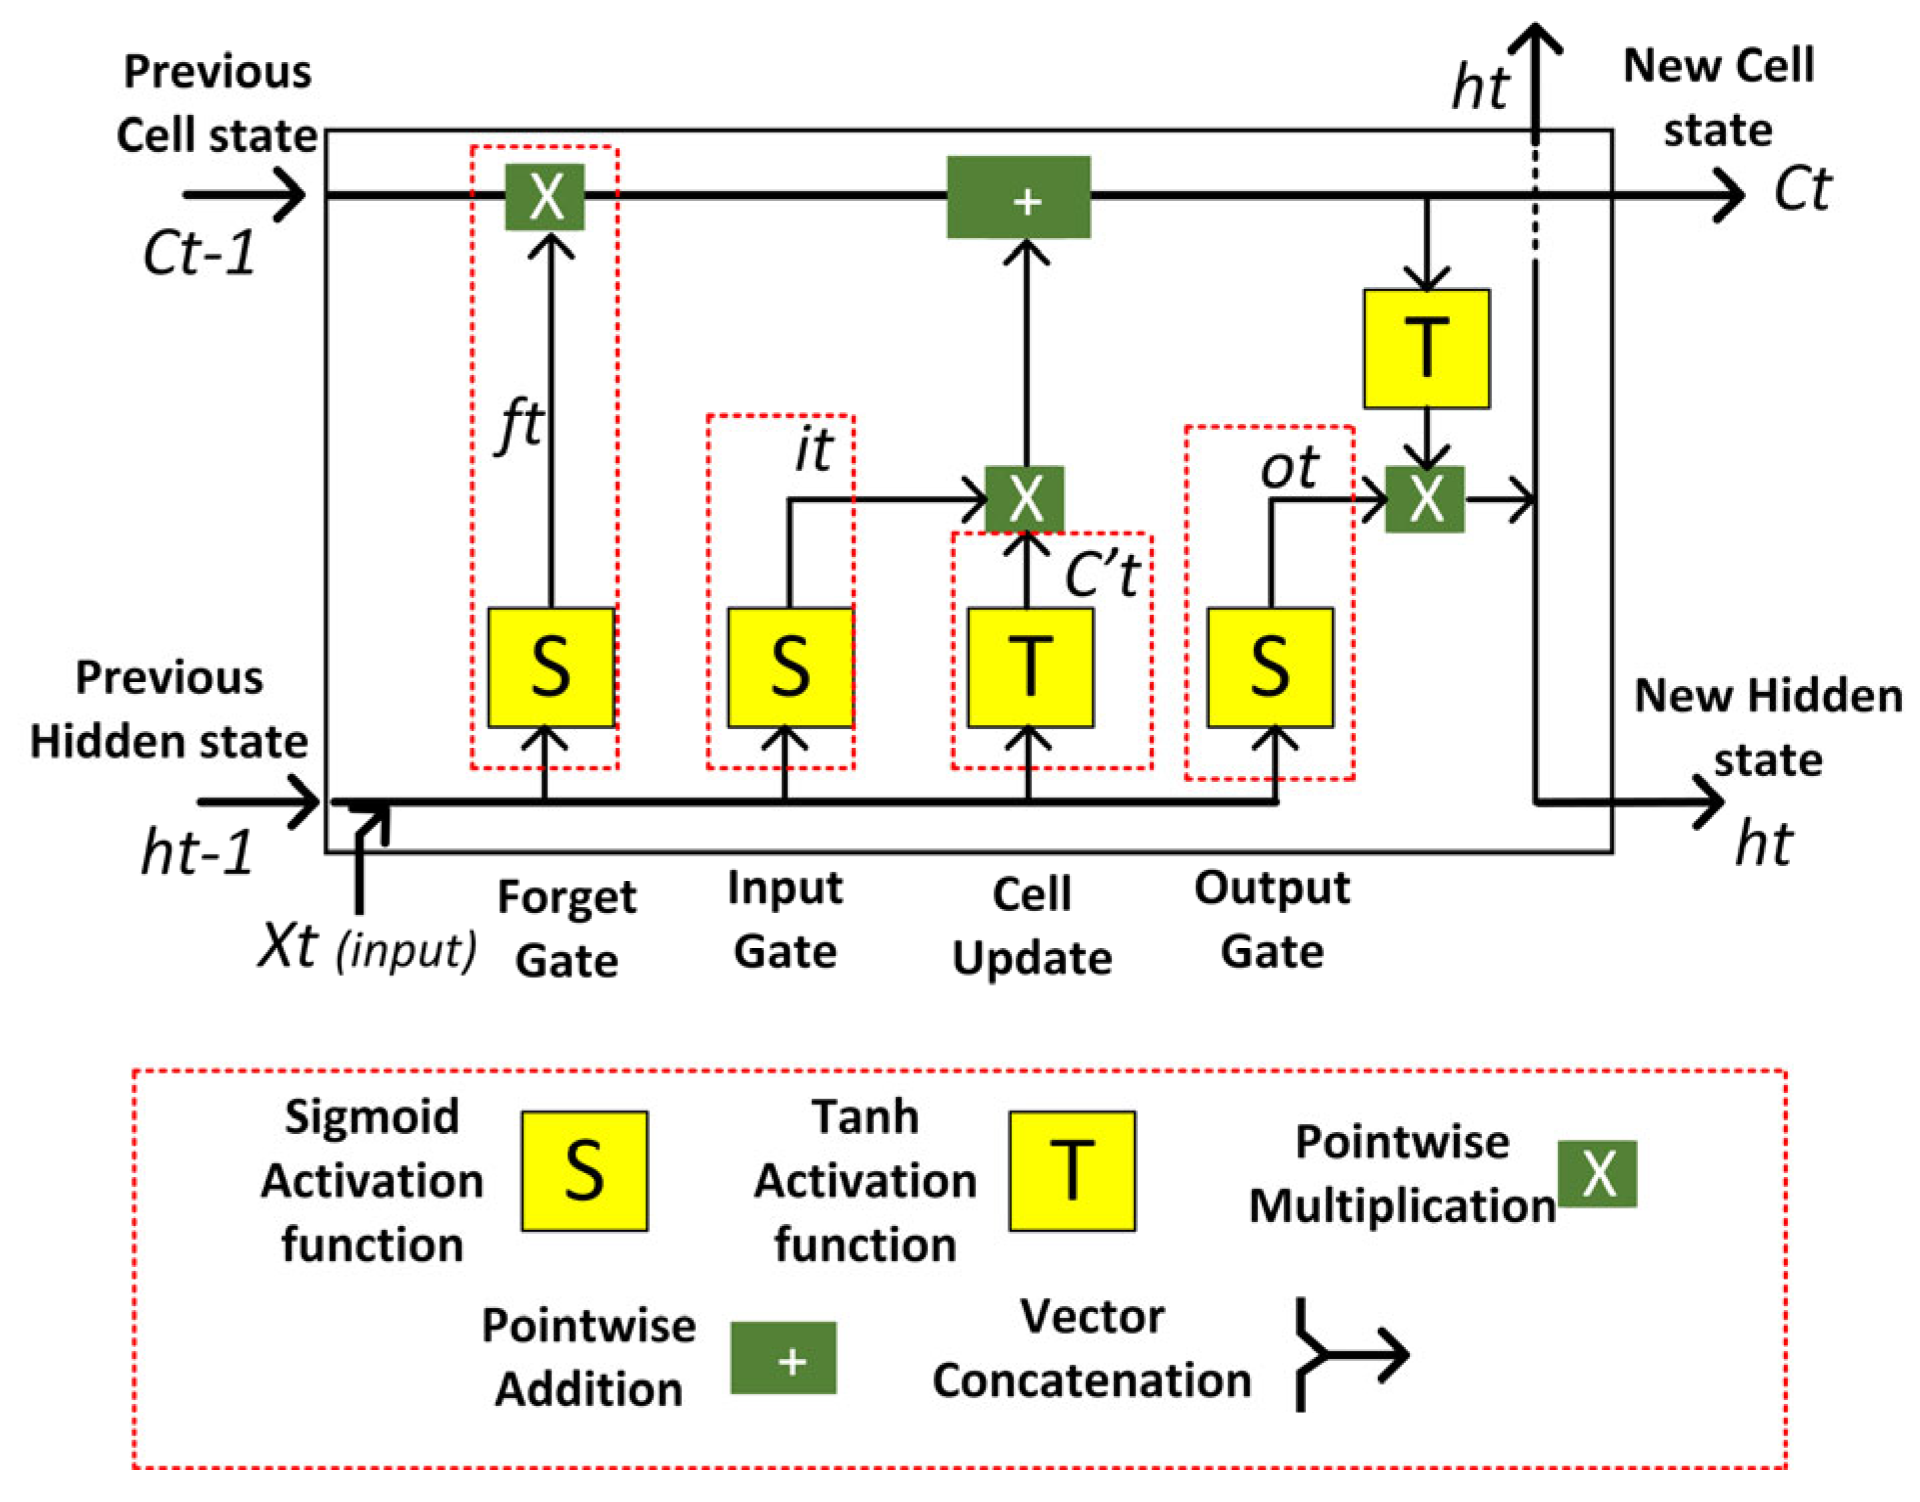 Previous
Cell state
Ct-1
ht
New Cell
state
Ct
X
+
T
ft
it
X
C't
ot
X
S
S
T
S
Previous
Hidden state
ht-1
New Hidden
state
ht
Xt (input)
Forget
Gate
Input
Gate
Cell
Update
Output
Gate
Sigmoid
Activation
function
S
Tanh
Activation
function
T
Pointwise
Multiplication
X
Pointwise
Addition
+
Vector
Concatenation